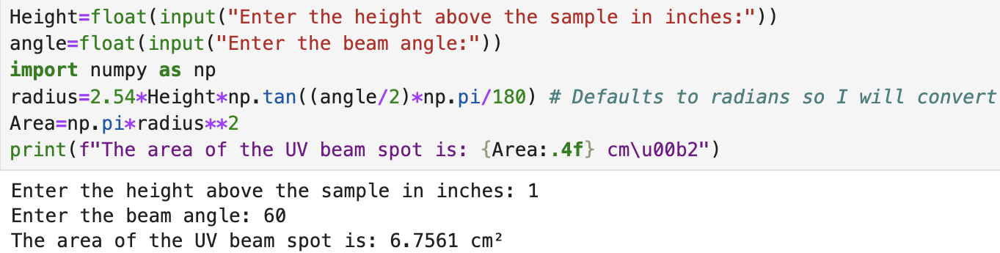 Height=float(input("Enter the height above the sample in inches:"))
angle=float(input("Enter the beam angle:"))
import numpy as np
radius=2.54*Height*np.tan((angle/2)*np.pi/180) # Defaults to radians so I will convert
Area=np.pi*radius**2
print(f"The area of the UV beam spot is: {Area:.4f} cm\u00b2")
Enter the height above the sample in inches: 1
Enter the beam angle: 60
The area of the UV beam spot is: 6.7561 cm²